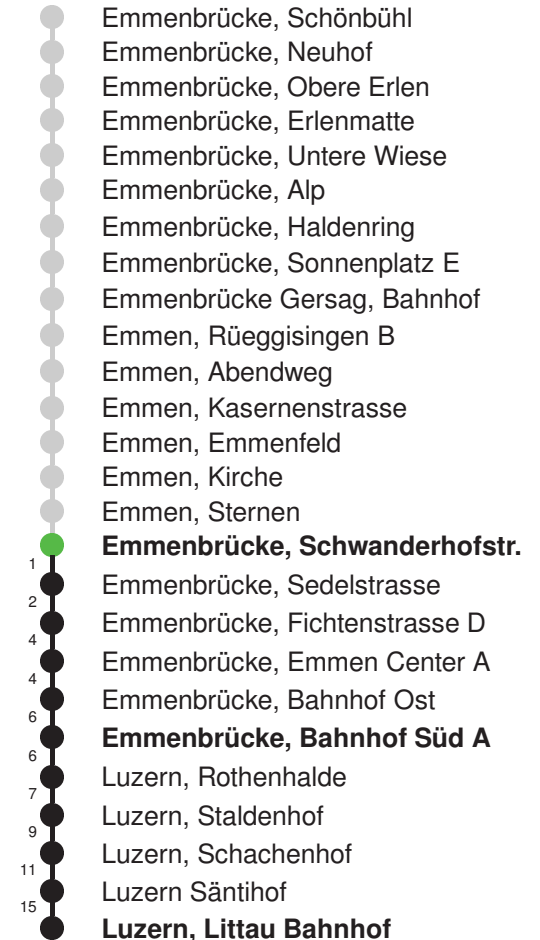 Emmenbrücke, Schönbühl
Emmenbrücke, Neuhof
Emmenbrücke, Obere Erlen
Emmenbrücke, Erlenmatte
Emmenbrücke, Untere Wiese
Emmenbrücke, Alp
Emmenbrücke, Haldenring
Emmenbrücke, Sonnenplatz E
Emmenbrücke Gersag, Bahnhof
Emmen, Rüeggisingen B
Emmen, Abendweg
Emmen, Kasernenstrasse
Emmen, Emmenfeld
Emmen, Kirche
Emmen, Sternen
Emmenbrücke, Schwanderhofstr.
1
Emmenbrücke, Sedelstrasse
2
Emmenbrücke, Fichtenstrasse D
4
Emmenbrücke, Emmen Center A
4
Emmenbrücke, Bahnhof Ost
6
Emmenbrücke, Bahnhof Süd A
6
Luzern, Rothenhalde
7
Luzern, Staldenhof
9
Luzern, Schachenhof
11
Luzern Säntihof
15
Luzern, Littau Bahnhof